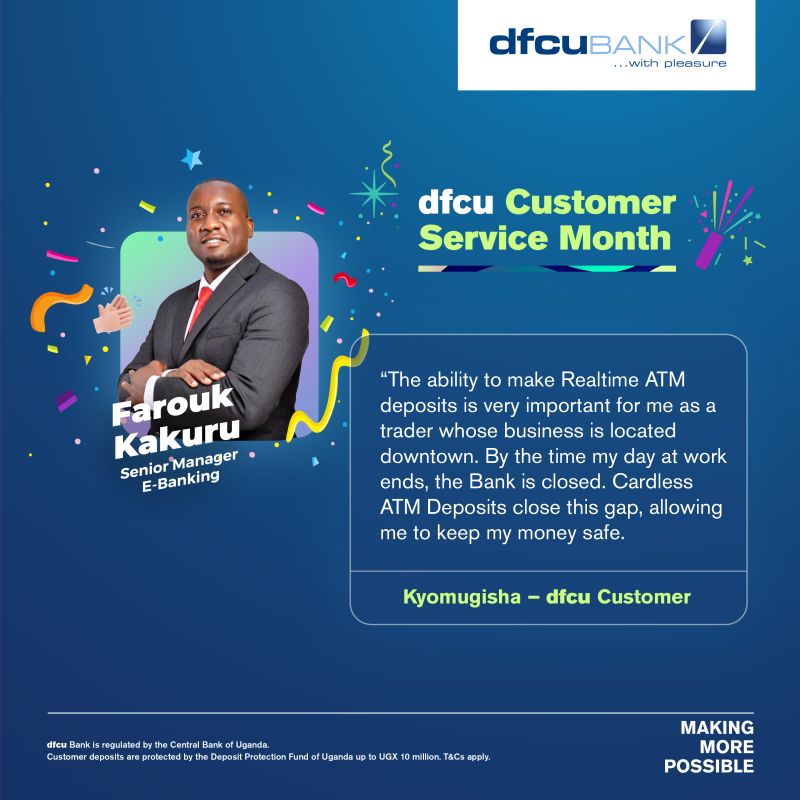 dfcuBANK
...with pleasure
dfcu Customer
Service Month
Farouk
Kakuru
Senior Manager
E-Banking
“The ability to make Realtime ATM
deposits is very important for me as a
trader whose business is located
downtown. By the time my day at work
ends, the Bank is closed. Cardless
ATM Deposits close this gap, allowing
me to keep my money safe.
Kyomugisha – dfcu Customer
dfcu Bank is regulated by the Central Bank of Uganda.
Customer deposits are protected by the Deposit Protection Fund of Uganda up to UGX 10 million. T&Cs apply.
MAKING
MORE
POSSIBLE